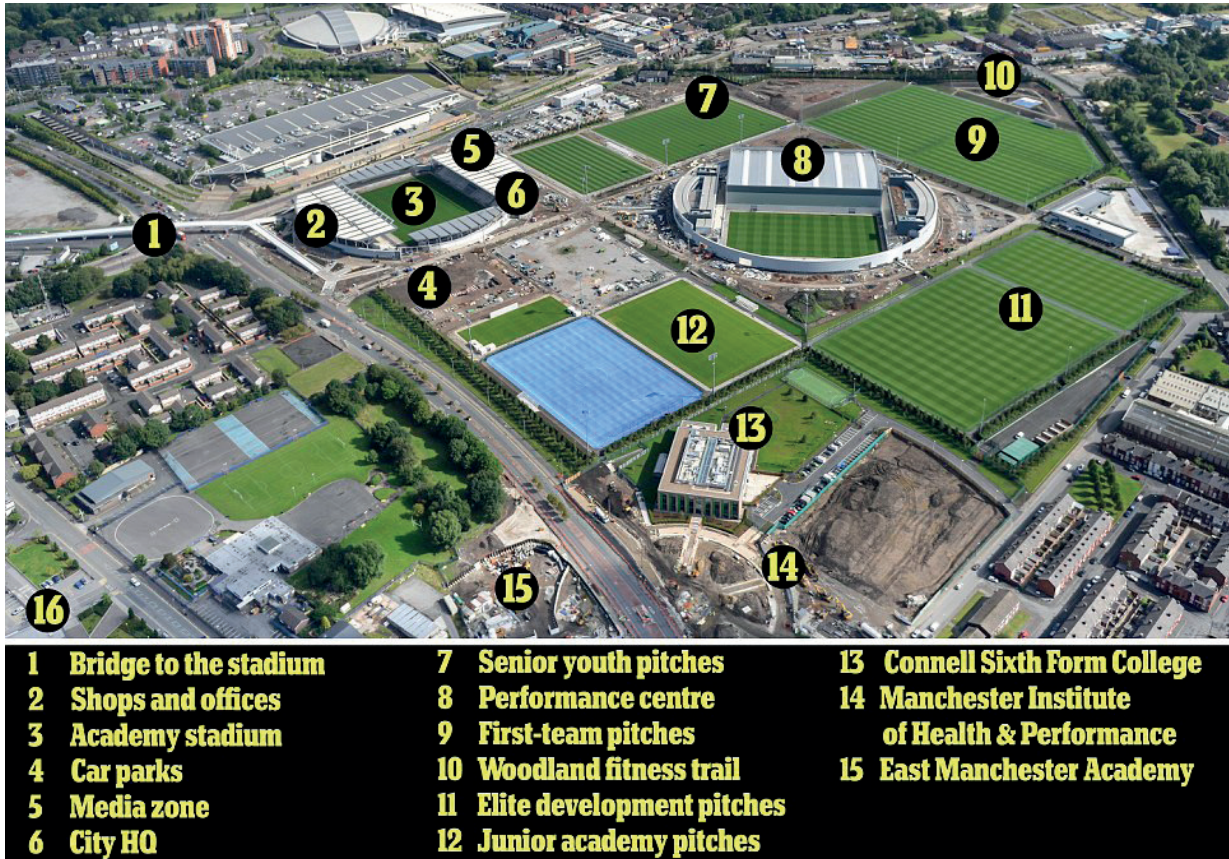 10
7
9
5
8
6
3
2
1
4
11
12
13
14
15
16
1 Bridge to the stadium
2 Shops and offices
3 Academy stadium
4 Car parks
5 Media zone
6 City HQ
7 Senior youth pitches
8 Performance centre
9 First-team pitches
10 Woodland fitness trail
11 Elite development pitches
12 Junior academy pitches
13 Connell Sixth Form College
14 Manchester Institute
of Health & Performance
15 East Manchester Academy